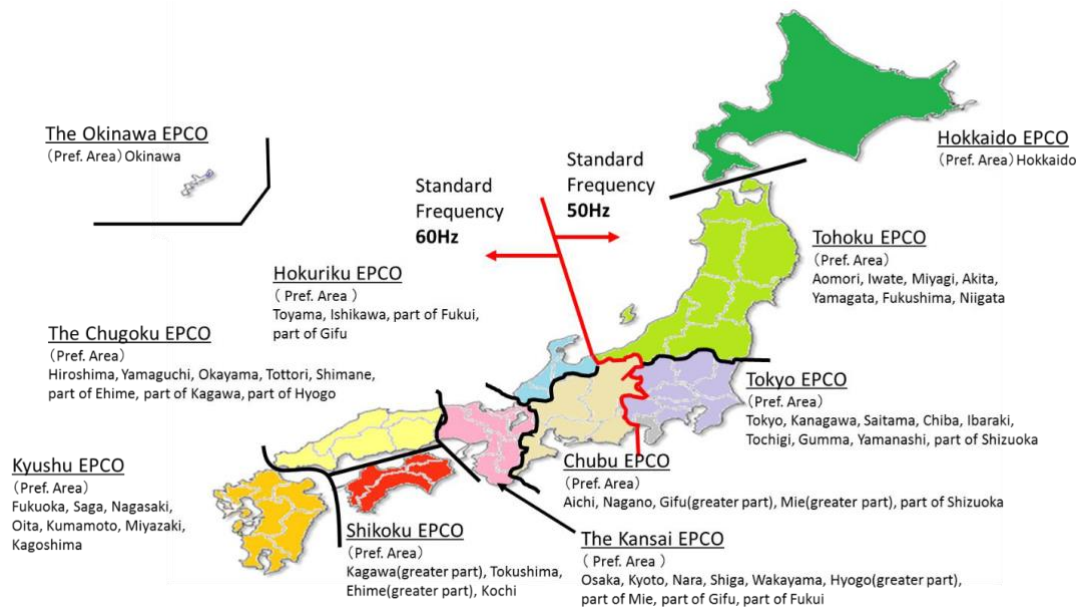 The Okinawa EPCO
(Pref. Area) Okinawa
Standard
Frequency
60Hz
Standard
Frequency
50Hz
Hokkaido EPCO
(Pref. Area) Hokkaido
Tohoku EPCO
(Pref. Area)
Aomori, Iwate, Miyagi, Akita,
Yamagata, Fukushima, Niigata
Hokuriku EPCO
( Pref. Area )
Toyama, Ishikawa, part of Fukui,
part of Gifu
The Chugoku EPCO
(Pref. Area)
Hiroshima, Yamaguchi, Okayama, Tottori, Shimane,
part of Ehime, part of Kagawa, part of Hyogo
Tokyo EPCO
(Pref. Area)
Tokyo, Kanagawa, Saitama, Chiba, Ibaraki,
Tochigi, Gumma, Yamanashi, part of Shizuoka
Kyushu EPCO
(Pref. Area)
Fukuoka, Saga, Nagasaki,
Oita, Kumamoto, Miyazaki,
Kagoshima
Chubu EPCO
(Pref. Area)
Aichi, Nagano, Gifu(greater part), Mie(greater part), part of Shizuoka
Shikoku EPCO
(Pref. Area)
Kagawa(greater part), Tokushima,
Ehime(greater part), Kochi
The Kansai EPCO
( Pref. Area )
Osaka, Kyoto, Nara, Shiga, Wakayama, Hyogo(greater part),
part of Mie, part of Gifu, part of Fukui